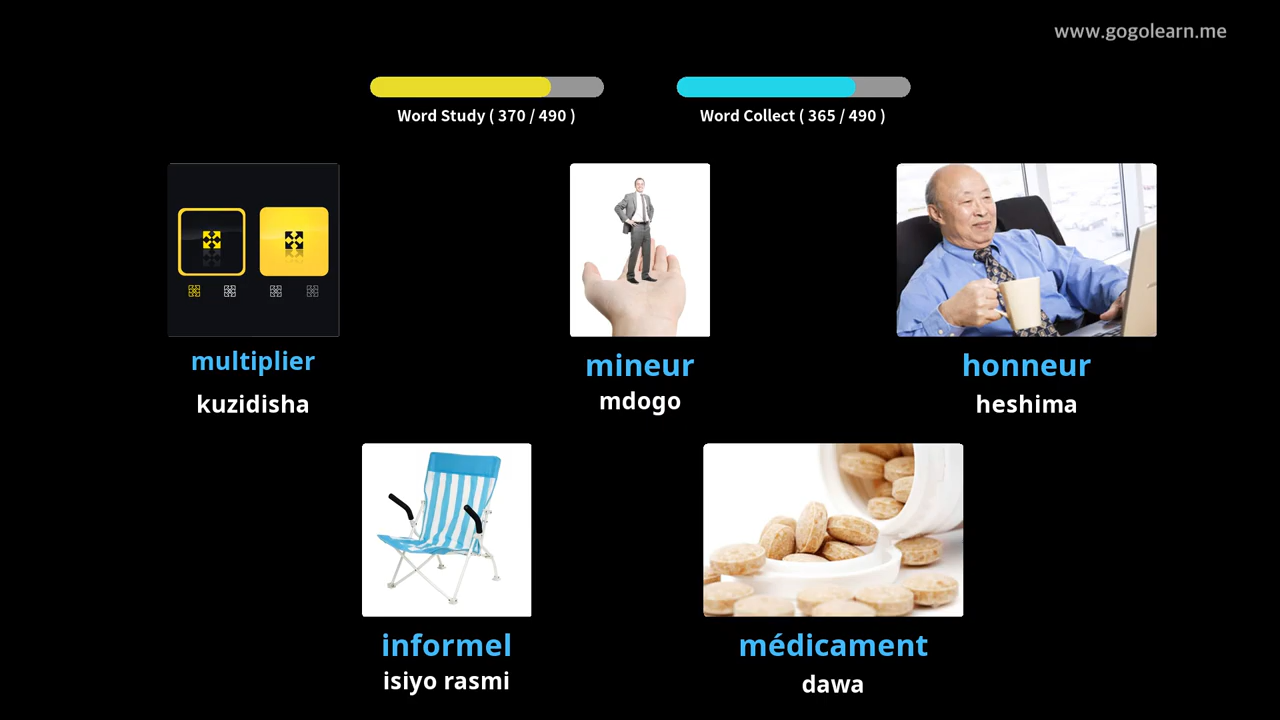 www.gogolearn.me
Word Study ( 370 / 490 )
Word Collect ( 365 / 490 )
multiplier
kuzidisha
mineur
mdogo
honneur
heshima
informel
isiyo rasmi
médicament
dawa